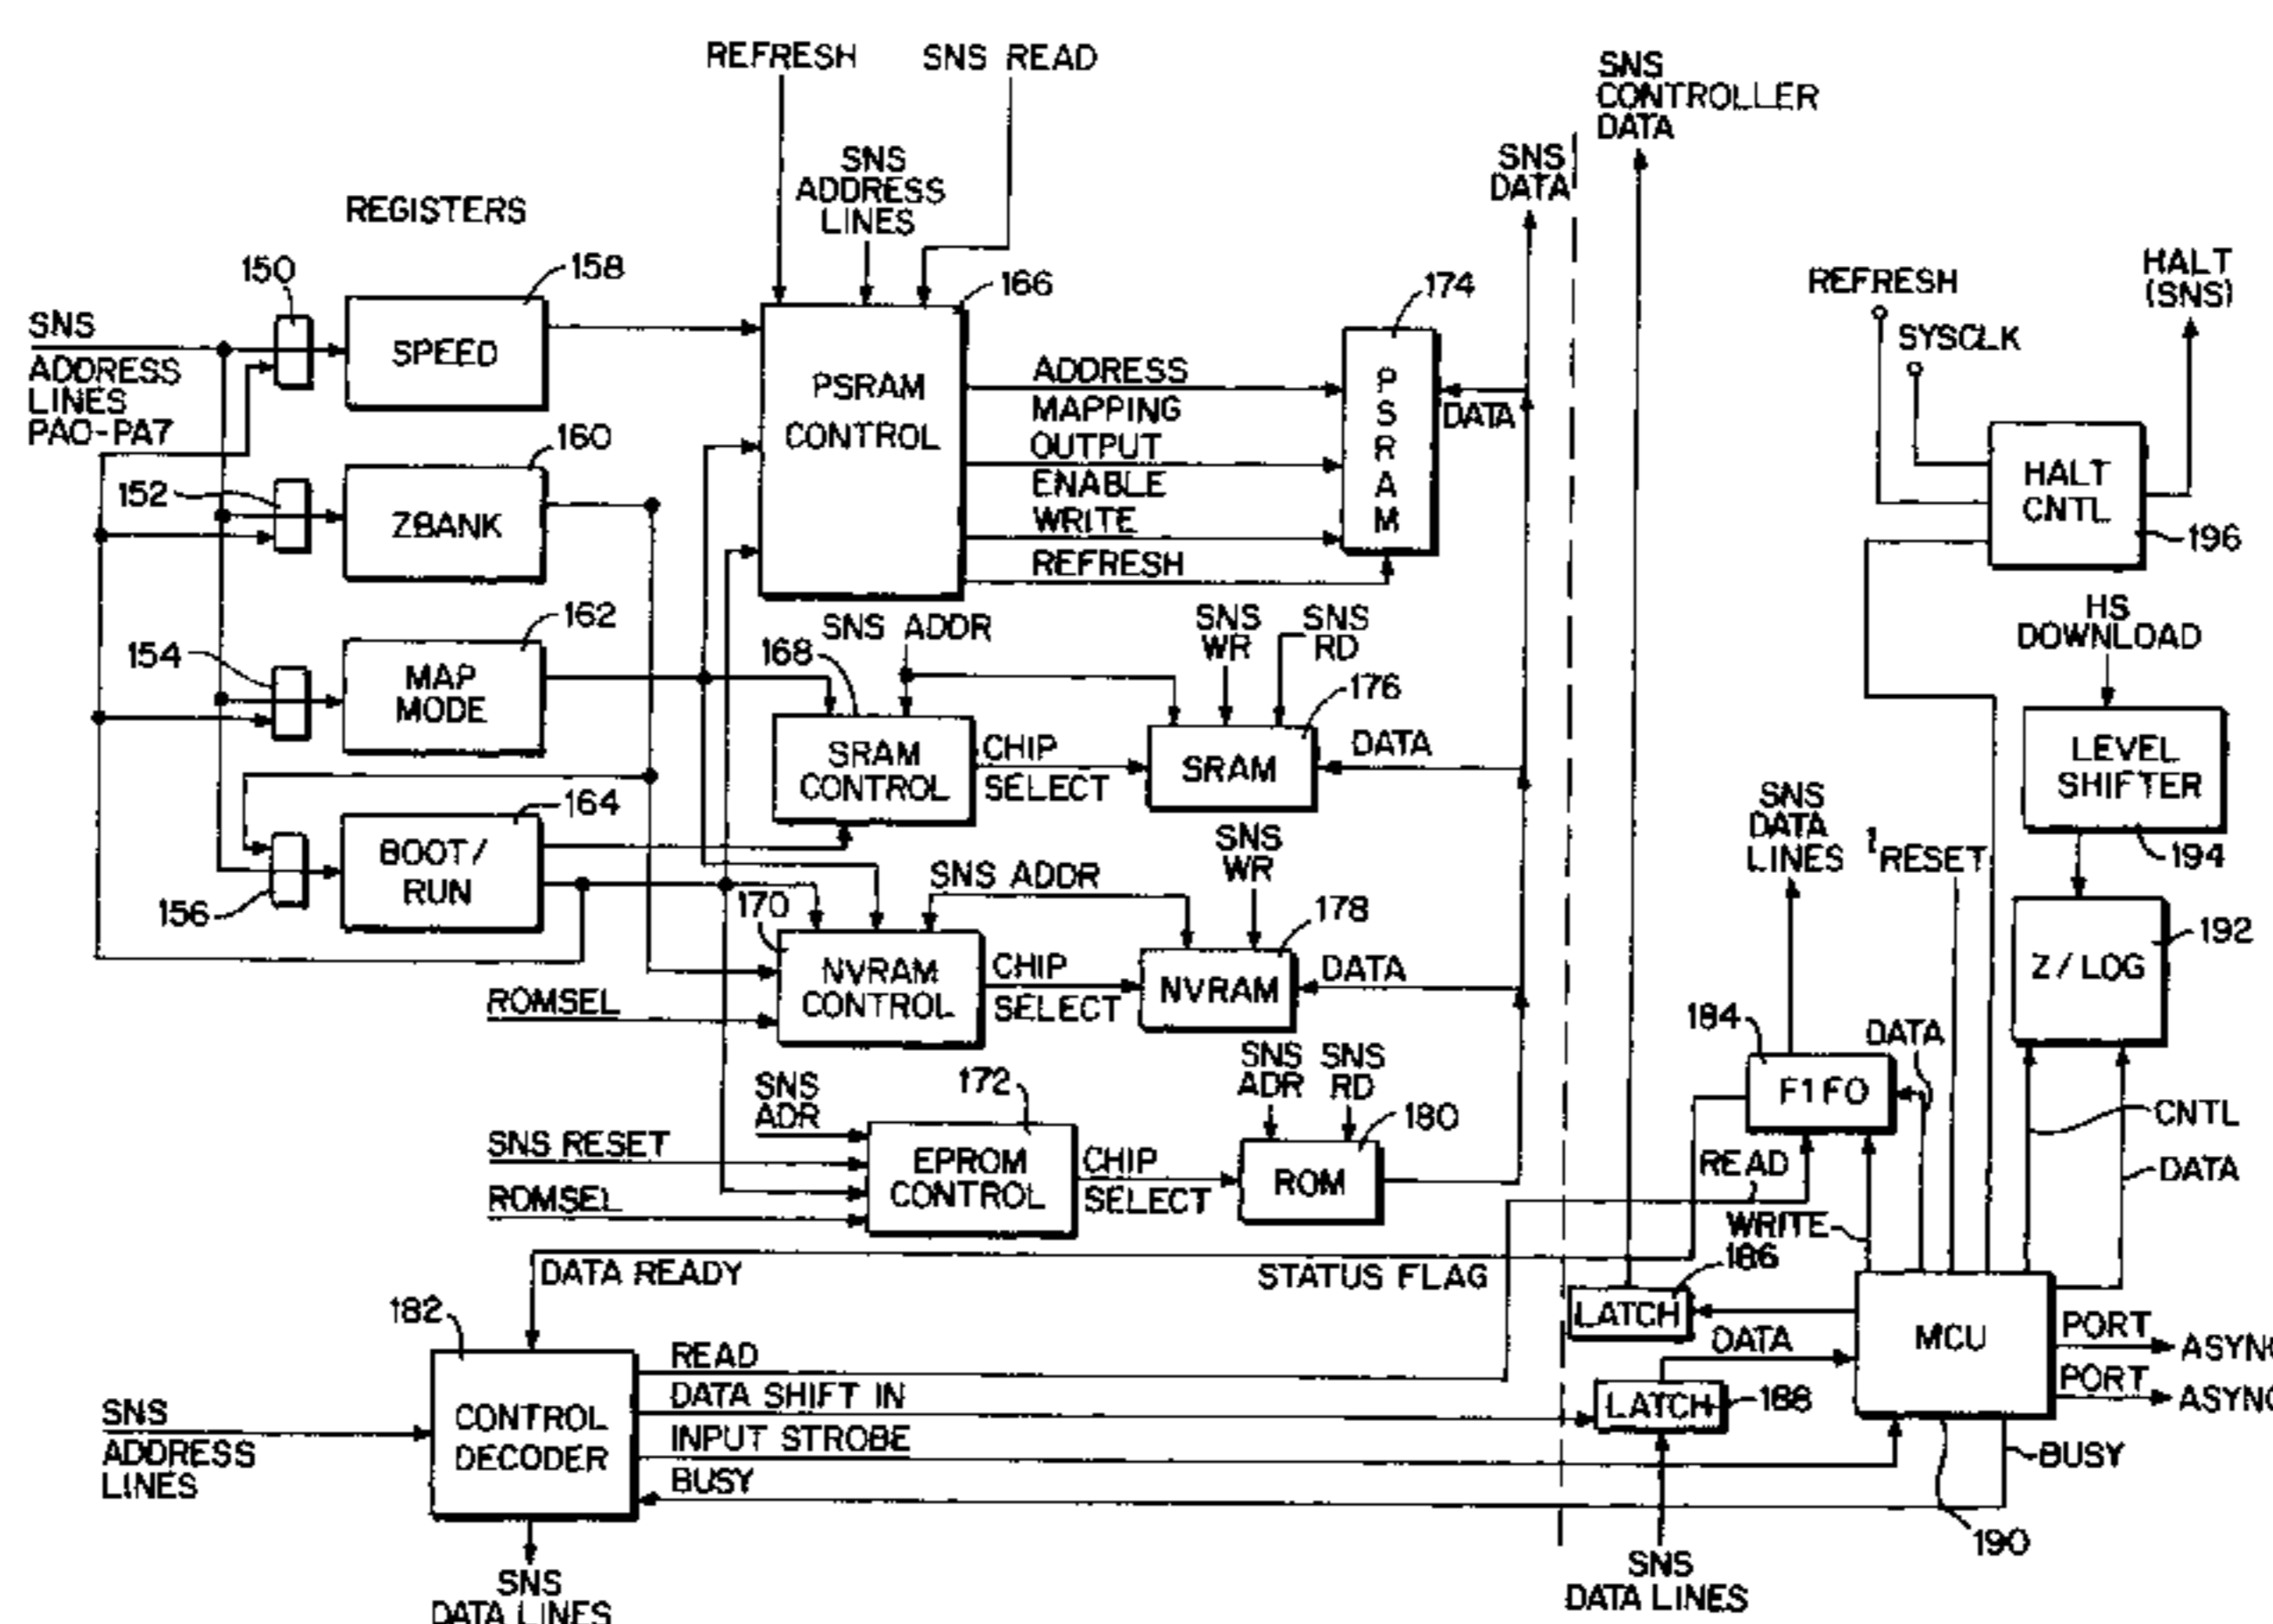 REFRESH
SNS READ
SNS
CONTROLLER
DATA
SNS
ADDRESS
LINES
SNS
DATA
REGISTERS
150
158
166
174
REFRESH
HALT
(SNS)
SYSCLK
SNS
ADDRESS
LINES
PA0-PA7
SPEED
PSRAM
CONTROL
ADDRESS
MAPPING
OUTPUT
ENABLE
WRITE
REFRESH
PSRAM
DATA
HALT
CNTL
196
152
160
ZBANK
154
162
MAP
MODE
SNS ADDR
168
SRAM
CONTROL
CHIP
SELECT
SNS
WR
SNS
RD
176
SRAM
DATA
HS
DOWNLOAD
LEVEL
SHIFTER
194
156
164
BOOT/
RUN
SNS ADDR
SNS
WR
170
NVRAM
CONTROL
CHIP
SELECT
178
NVRAM
DATA
ROMSEL
SNS
DATA
LINES
1
RESET
192
Z/LOG
184
F1FO
DATA
SNS
ADR
172
SNS RESET
ROMSEL
EPROM
CONTROL
CHIP
SELECT
SNS
ADR
SNS
RD
180
ROM
READ
WRITE
CNTL
DATA
DATA READY
STATUS FLAG
186
LATCH
DATA
MCU
PORT
PORT
182
CONTROL
DECODER
SNS
ADDRESS
LINES
READ
DATA SHIFT IN
INPUT STROBE
BUSY
LATCH
188
BUSY
190
SNS
DATA LINES
SNS
DATA LINES